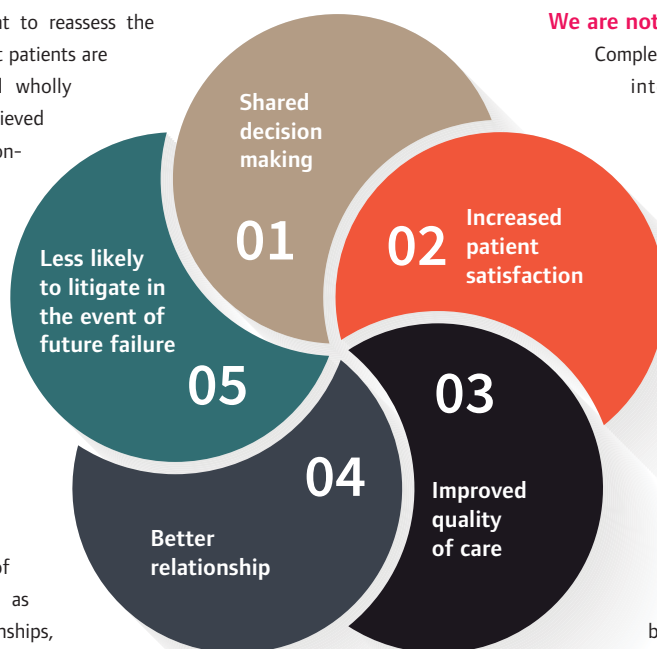 nt to reassess the
t patients are
wholly
ieved
on-
of
as
nships,
Shared
decision
making
01
02
Increased
patient
satisfaction
03
Improved
quality
of care
04
Better
relationship
Less likely
to litigate in
the event of
future failure
05
We are not
Comple
int
b